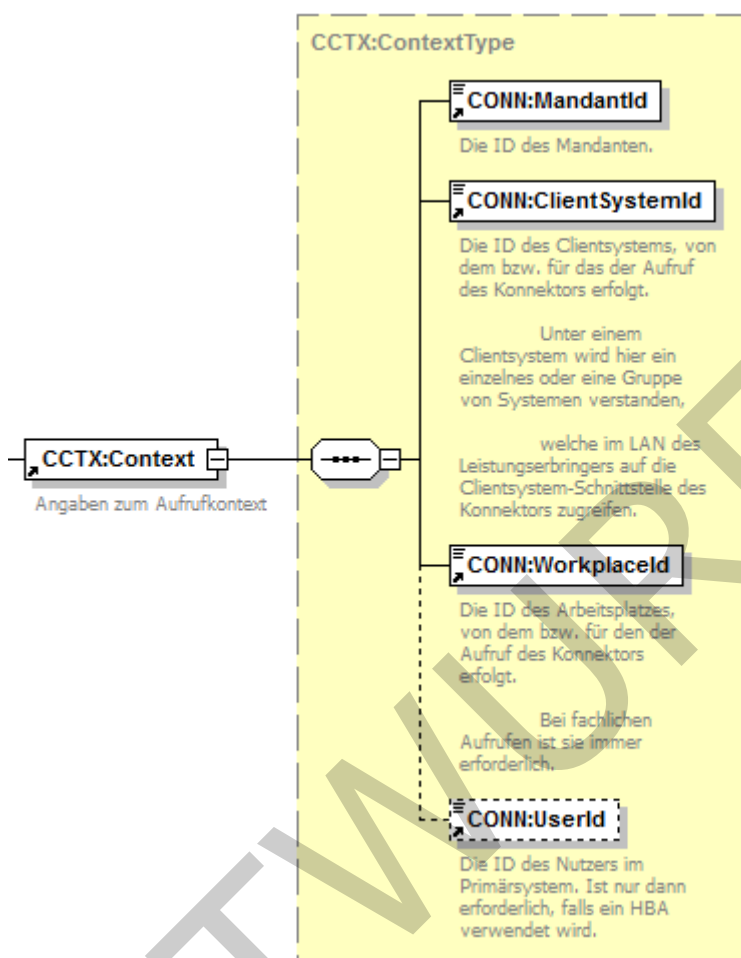 CCTX:ContextType
CONN:MandantId
Die ID des Mandanten.
CONN:ClientSystemId
Die ID des Clientsystems, von
dem bzw. für das der Aufruf
des Konnektors erfolgt.
Unter einem
Clientsystem wird hier ein
einzelnes oder eine Gruppe
von Systemen verstanden,
welche im LAN des
Leistungserbringers auf die
Clientsystem-Schnittstelle des
Konnektors zugreifen.
CCTX:Context
Angaben zum Aufrufkontext
CONN:WorkplaceId
Die ID des Arbeitsplatzes,
von dem bzw. für den der
Aufruf des Konnektors
erfolgt.
Bei fachlichen
Aufrufen ist sie immer
erforderlich.
CONN:UserId
Die ID des Nutzers im
Primärsystem. Ist nur dann
erforderlich, falls ein HBA
verwendet wird.
TWURF